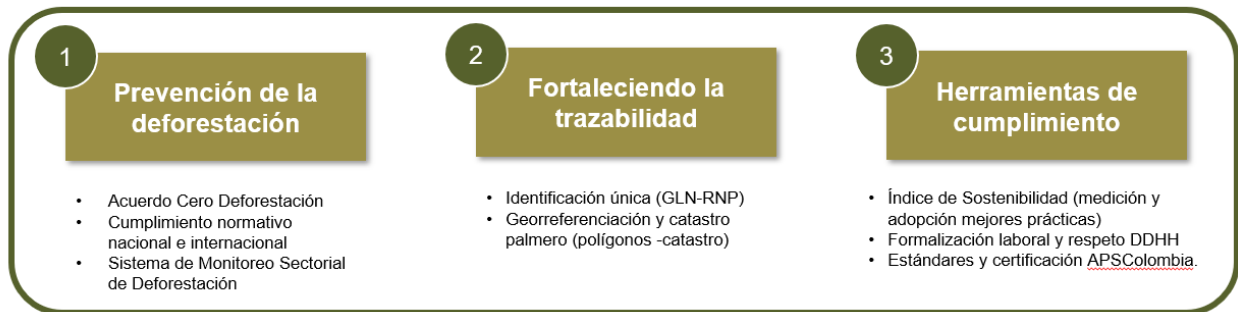 1
Prevención de la
deforestación
• Acuerdo Cero Deforestación
• Cumplimiento normativo
nacional e internacional
• Sistema de Monitoreo Sectorial
de Deforestación
2
Fortaleciendo la
trazabilidad
• Identificación única (GLN-RNP)
• Georreferenciación y catastro
palmero (polígonos -catastro)
3
Herramientas de
cumplimiento
• Índice de Sostenibilidad (medición y
adopción mejores prácticas)
• Formalización laboral y respeto DDHH
• Estándares y certificación APSColombia.